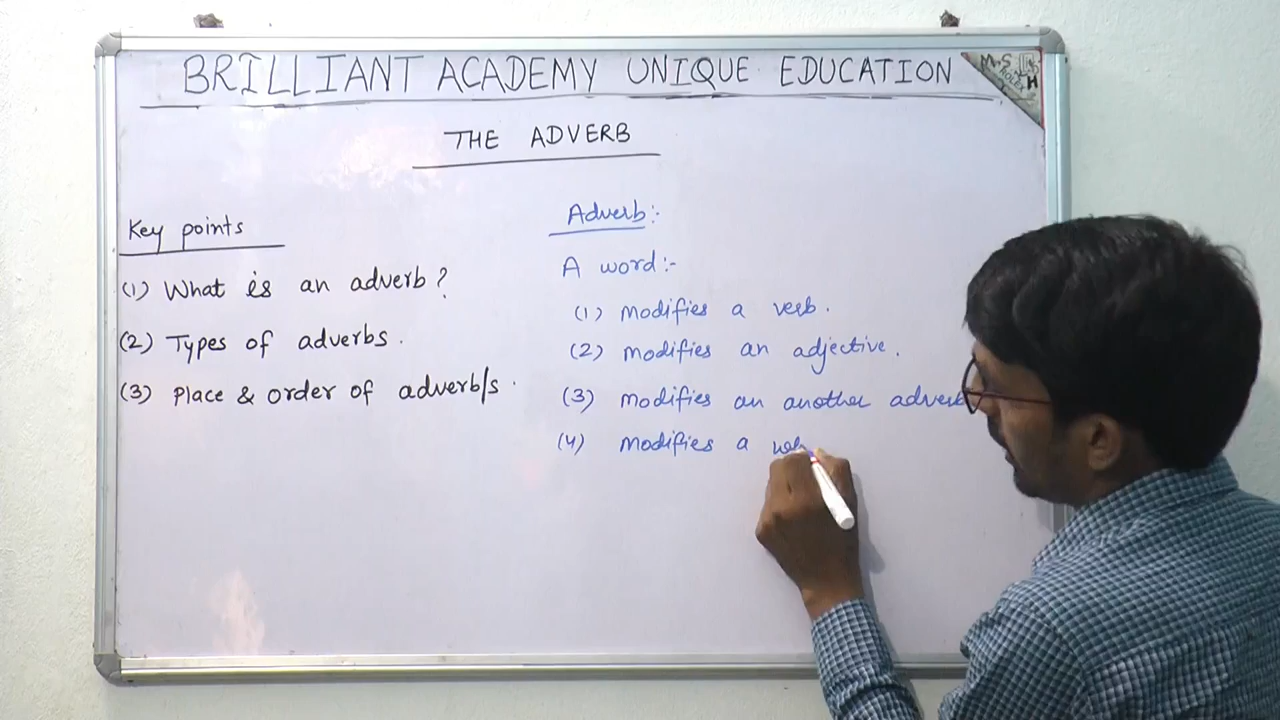 BRILLIANT ACADEMY UNIQUE EDUCATION
M.S
THE ADVERB
Key points
(1) What is an adverb?
(2) Types of adverbs.
(3) Place & order of adverb/s.
Adverb:-
A word:-
(1) modifies a verb.
(2) modifies an adjective.
(3) modifies an another adverb
(4) modifies a wh